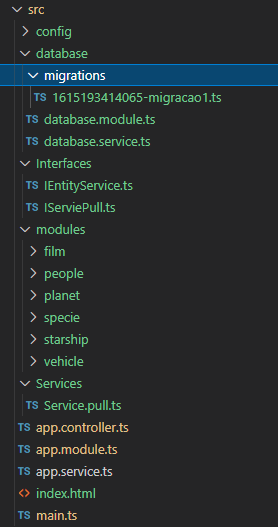 src
config
database
migrations
TS 1615193414065-migracao1.ts
TS database.module.ts
TS database.service.ts
Interfaces
TS IEntityService.ts
TS IServiePull.ts
modules
film
people
planet
specie
starship
vehicle
Services
TS Service.pull.ts
TS app.controller.ts
TS app.module.ts
TS app.service.ts
<> index.html
TS main.ts